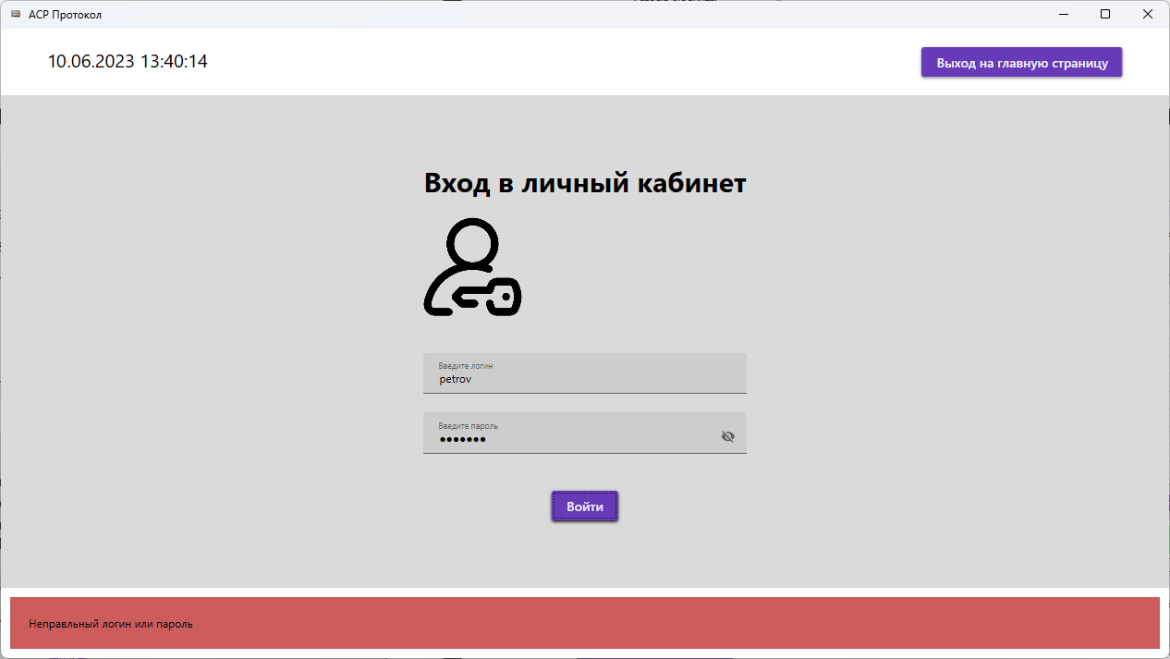 АСР Протокол
10.06.2023 13:40:14
Выход на главную страницу
Вход в личный кабинет
Введите логин
petrov
Введите пароль
•••••••
Войти
Неправльный логин или пароль